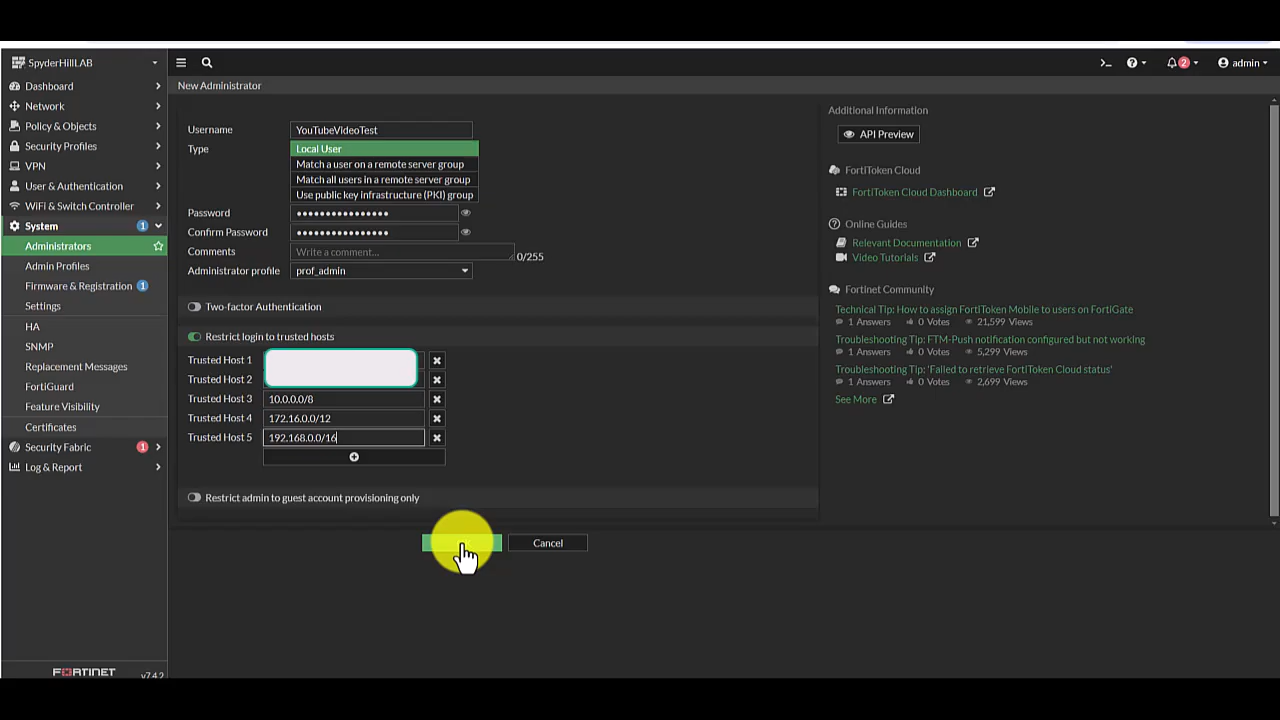 SpyderHillLAB
>_
2
admin
Dashboard
Network
Policy & Objects
Security Profiles
VPN
User & Authentication
WiFi & Switch Controller
System 1
Administrators
Admin Profiles
Firmware & Registration 1
Settings
HA
SNMP
Replacement Messages
FortiGuard
Feature Visibility
Certificates
Security Fabric 1
Log & Report
FORTINET v7.4.2
New Administrator
Username YouTubeVideoTest
Type Local User
Match a user on a remote server group
Match all users in a remote server group
Use public key infrastructure (PKI) group
Password ••••••••••••••••
Confirm Password ••••••••••••••••
Comments Write a comment... 0/255
Administrator profile prof_admin
Two-factor Authentication
Restrict login to trusted hosts
Trusted Host 1
Trusted Host 2
Trusted Host 3 10.0.0.0/8
Trusted Host 4 172.16.0.0/12
Trusted Host 5 192.168.0.0/16
Restrict admin to guest account provisioning only
Cancel
Additional Information
API Preview
FortiToken Cloud
FortiToken Cloud Dashboard
Online Guides
Relevant Documentation
Video Tutorials
Fortinet Community
Technical Tip: How to assign FortiToken Mobile to users on FortiGate
1 Answers 0 Votes 21,599 Views
Troubleshooting Tip: FTM-Push notification configured but not working
1 Answers 0 Votes 5,299 Views
Troubleshooting Tip: 'Failed to retrieve FortiToken Cloud status'
1 Answers 0 Votes 2,699 Views
See More